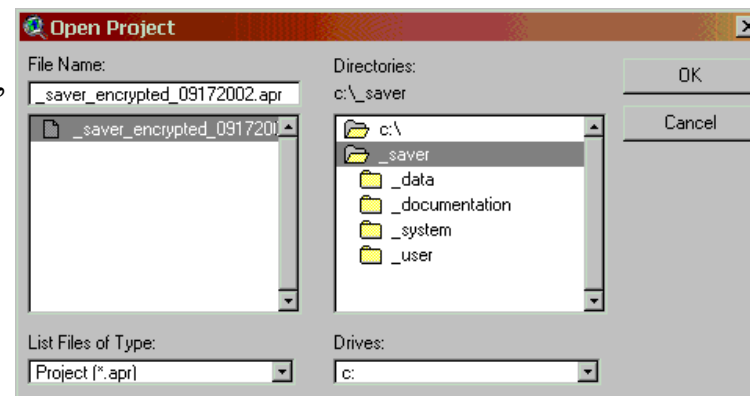 Open Project
File Name:
_saver_encrypted_09172002.apr
_saver_encrypted_091720
Directories:
c:\_saver
c:\
_saver
_data
_documentation
_system
_user
OK
Cancel
List Files of Type:
Project (*.apr)
Drives:
c: